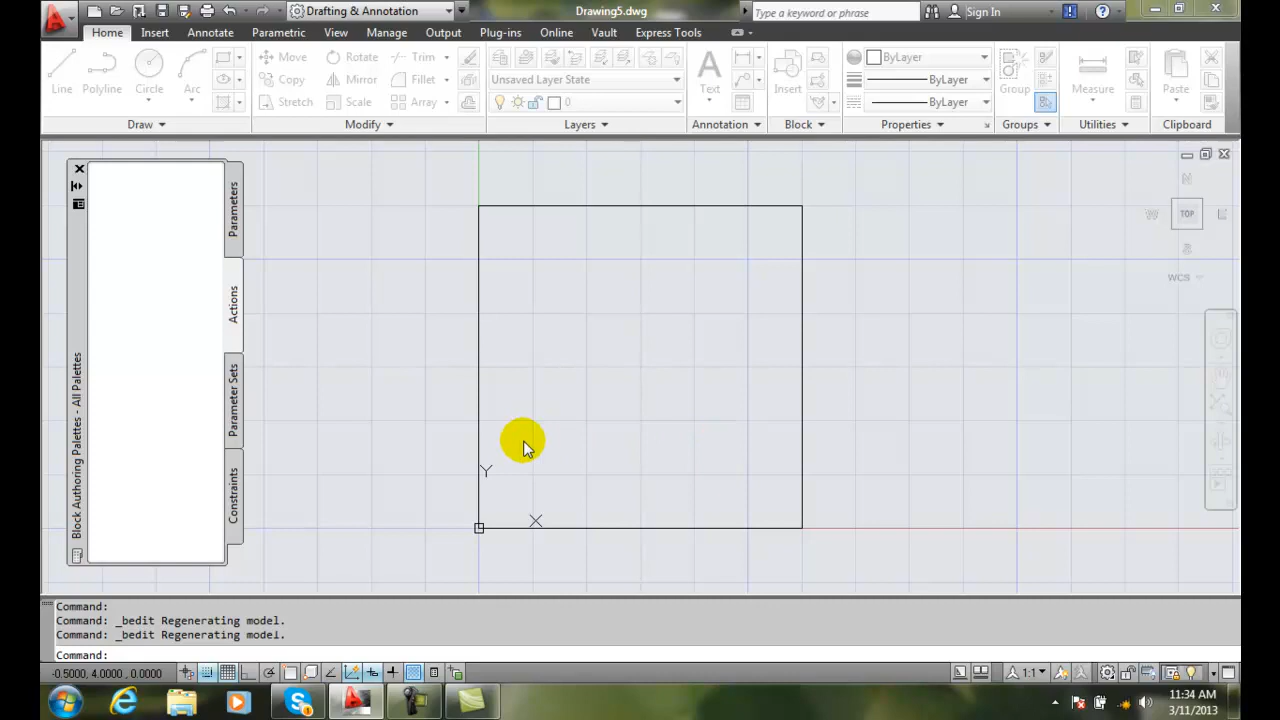 Drafting & Annotation
Drawing5.dwg
Type a keyword or phrase
Sign In
Home Insert Annotate Parametric View Manage Output Plug-ins Online Vault Express Tools
Line
Polyline
Circle
Arc
Draw
Move
Copy
Stretch
Rotate
Mirror
Scale
Trim
Fillet
Array
Modify
Unsaved Layer State
0
Layers
Text
Annotation
Insert
Block
ByLayer
ByLayer
ByLayer
Properties
Group
Groups
Measure
Utilities
Paste
Clipboard
Parameters
Actions
Parameter Sets
Constraints
Block Authoring Palettes - All Palettes
Y
X
N
W
TOP
E
S
WCS
Command:
Command: _bedit Regenerating model.
Command: _bedit Regenerating model.
Command:
-0.5000, 4.0000, 0.0000
1:1
11:34 AM
3/11/2013